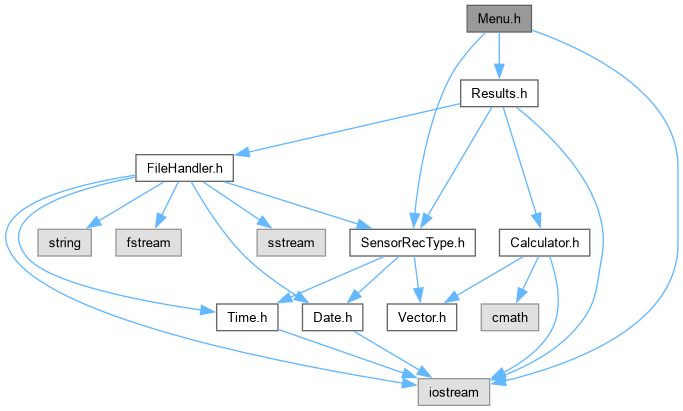 Menu.h
Results.h
FileHandler.h
string
fstream
sstream
SensorRecType.h
Calculator.h
Time.h
Date.h
Vector.h
cmath
iostream